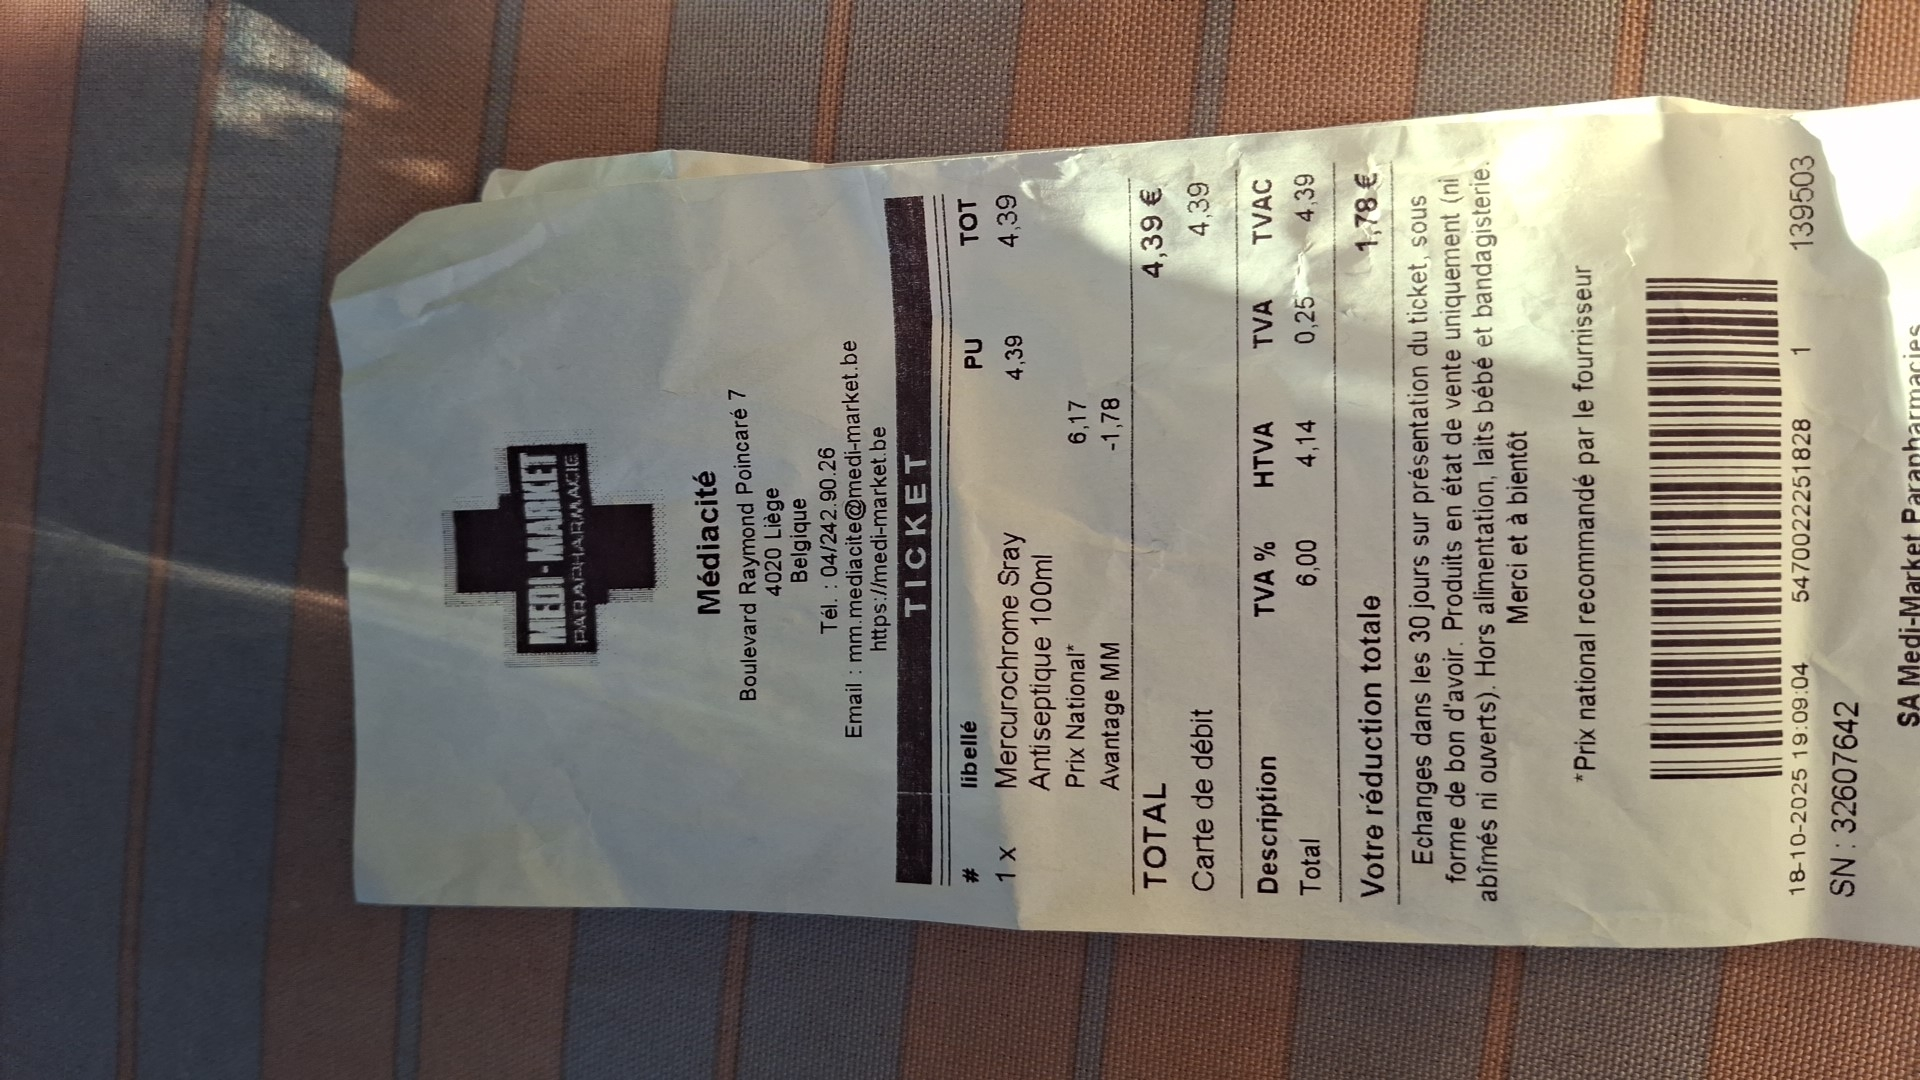 MEDI-MARKET
PARAPHARMACIE
Médiacité
Boulevard Raymond Poincaré 7
4020 Liège
Belgique
Tél. : 04/242.90.26
Email : mm.mediacite@medi-market.be
https://medi-market.be
TICKET
# libellé PU TOT
1 x Mercurochrome Sray 4,39 4,39
Antiseptique 100ml
Prix National* 6,17
Avantage MM -1,78
TOTAL 4,39 €
Carte de débit 4,39
Description TVA % HTVA TVA TVAC
Total 6,00 4,14 0,25 4,39
Votre réduction totale 1,78 €
Echanges dans les 30 jours sur présentation du ticket, sous
forme de bon d'avoir. Produits en état de vente uniquement (ni
abîmés ni ouverts). Hors alimentation, laits bébé et bandagisterie.
Merci et à bientôt
*Prix national recommandé par le fournisseur
18-10-2025 19:09:04 5470022251828 1 139503
SN : 32607642
SA Medi-Market Parapharmacies